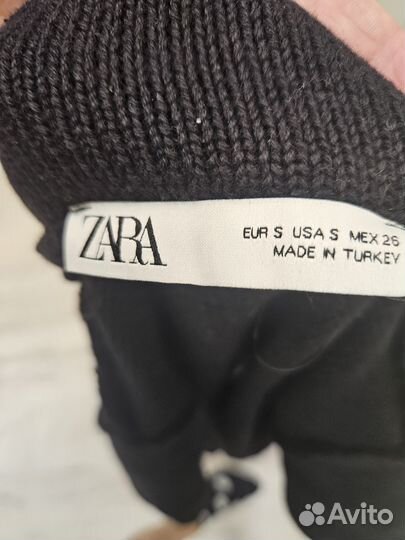 ZARA
EUR S USA S MEX 26
MADE IN TURKEY
Avito